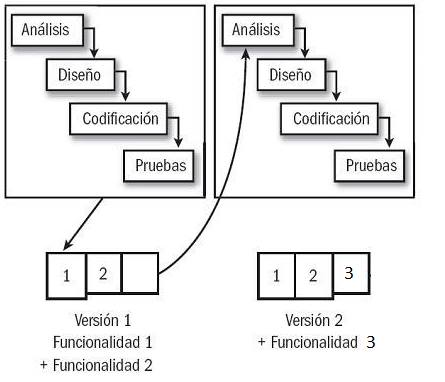 Análisis
Diseño
Codificación
Pruebas
Análisis
Diseño
Codificación
Pruebas
1 2
1 2 3
Versión 1
Funcionalidad 1
+ Funcionalidad 2
Versión 2
+ Funcionalidad 3